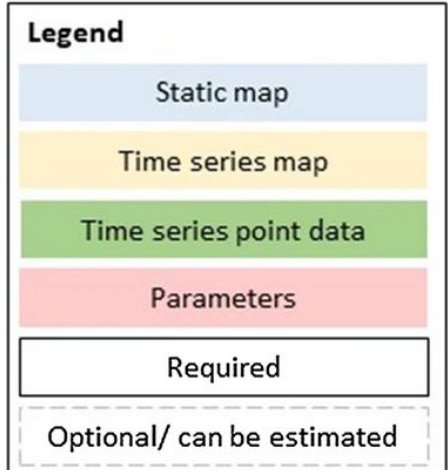 Legend
Static map
Time series map
Time series point data
Parameters
Required
Optional/ can be estimated